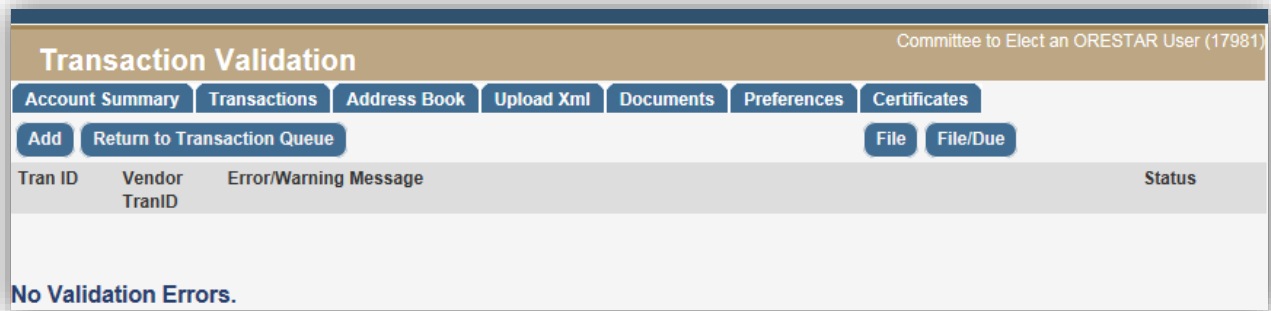 Committee to Elect an ORESTAR User (17981)
Transaction Validation
Account Summary Transactions Address Book Upload Xml Documents Preferences Certificates
Add Return to Transaction Queue File File/Due
Tran ID Vendor Error/Warning Message Status
TranID
No Validation Errors.